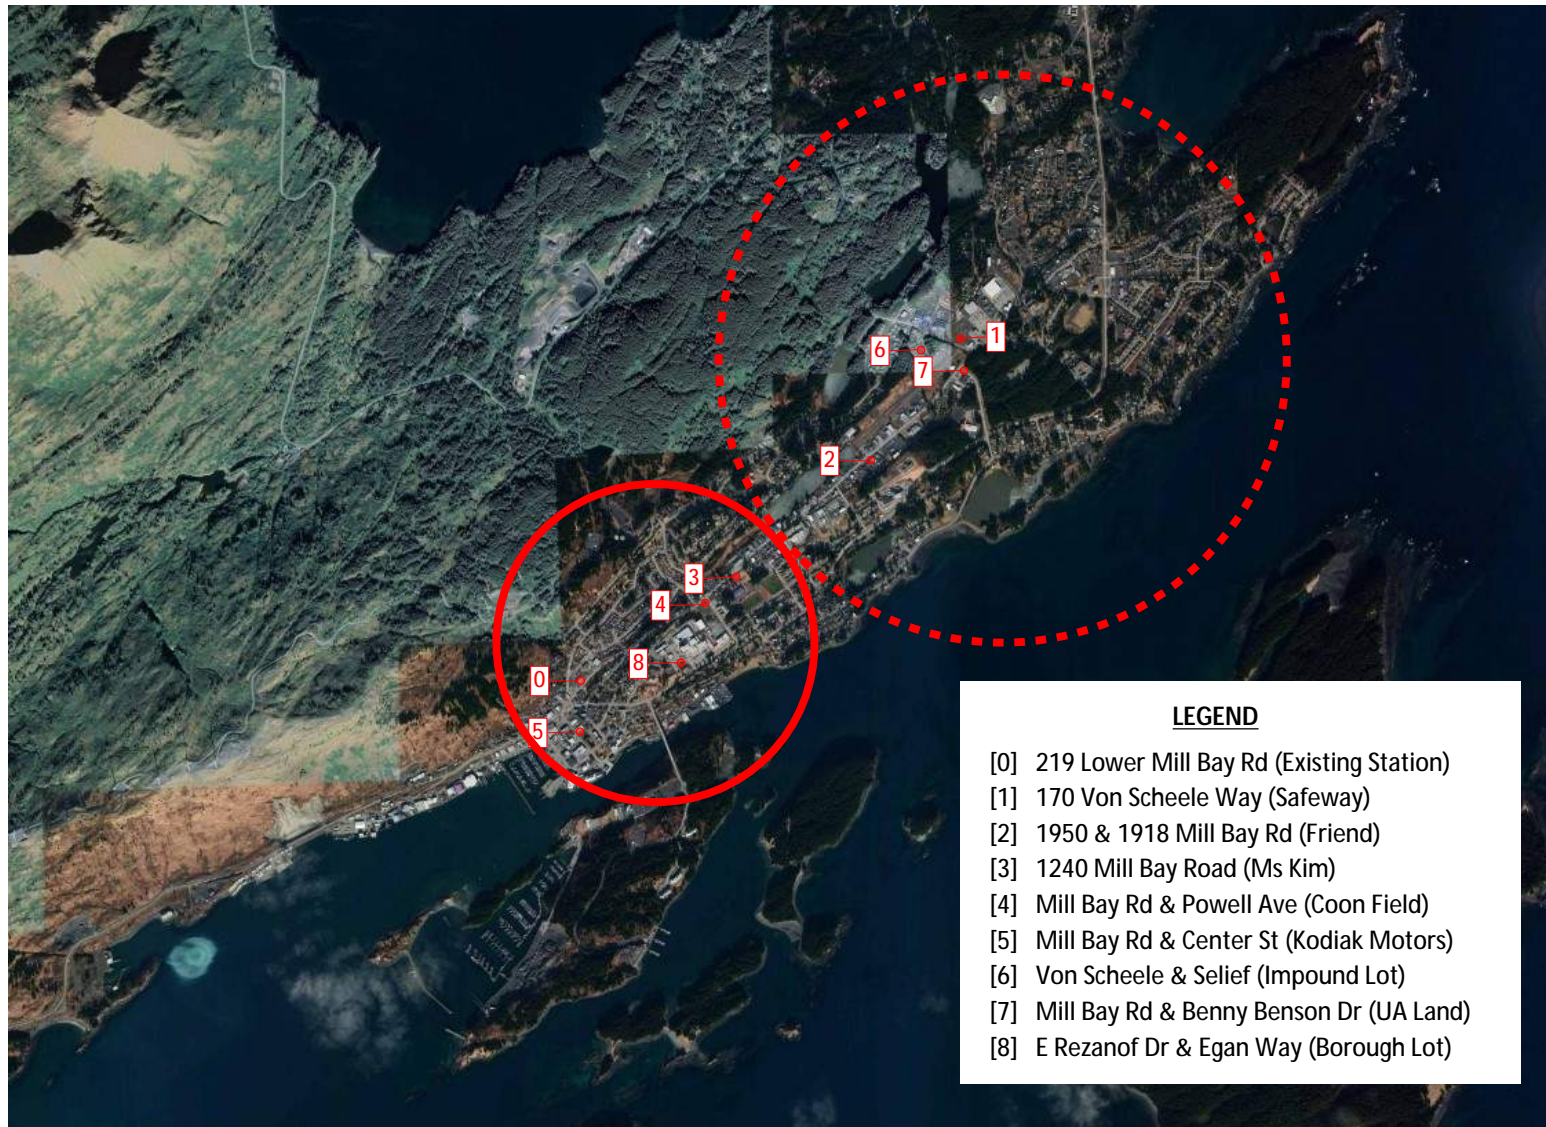 1
6
7
2
3
4
8
0
5
LEGEND
[0] 219 Lower Mill Bay Rd (Existing Station)
[1] 170 Von Scheele Way (Safeway)
[2] 1950 & 1918 Mill Bay Rd (Friend)
[3] 1240 Mill Bay Road (Ms Kim)
[4] Mill Bay Rd & Powell Ave (Coon Field)
[5] Mill Bay Rd & Center St (Kodiak Motors)
[6] Von Scheele & Selief (Impound Lot)
[7] Mill Bay Rd & Benny Benson Dr (UA Land)
[8] E Rezanof Dr & Egan Way (Borough Lot)